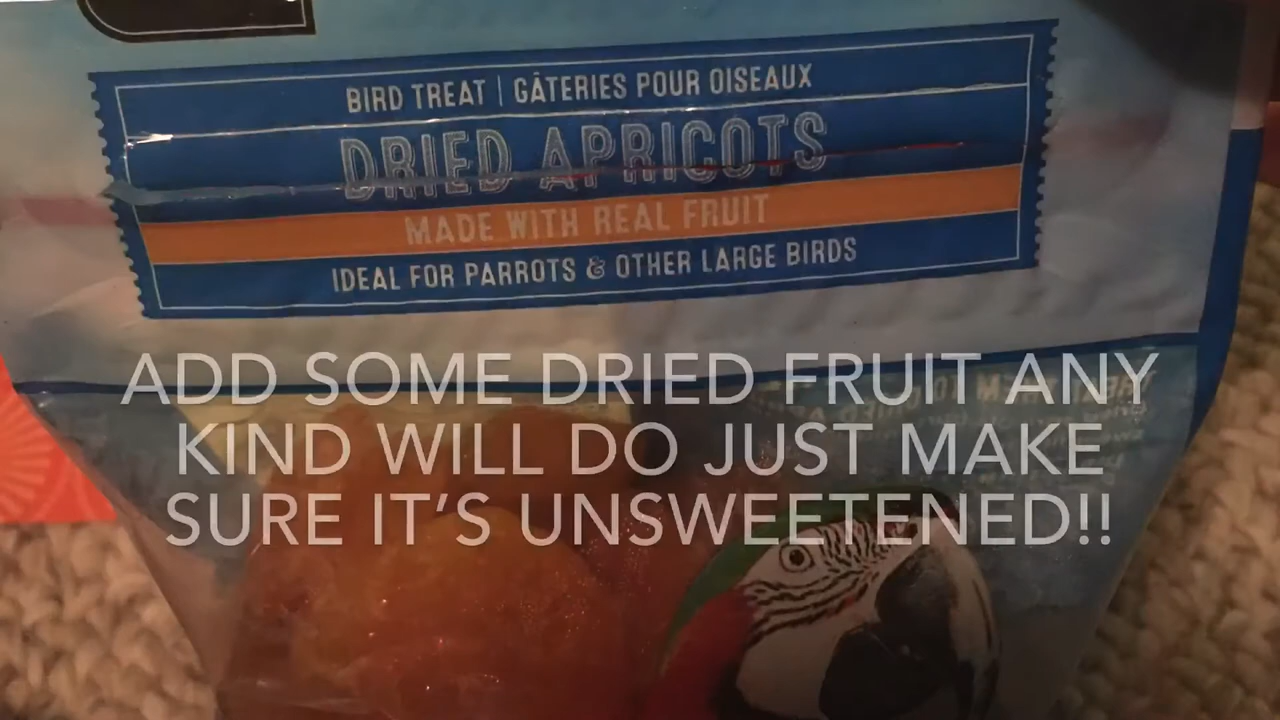 BIRD TREAT | GÂTERIES POUR OISEAUX
DRIED APRICOTS
MADE WITH REAL FRUIT
IDEAL FOR PARROTS & OTHER LARGE BIRDS
ADD SOME DRIED FRUIT ANY
KIND WILL DO JUST MAKE
SURE IT'S UNSWEETENED!!